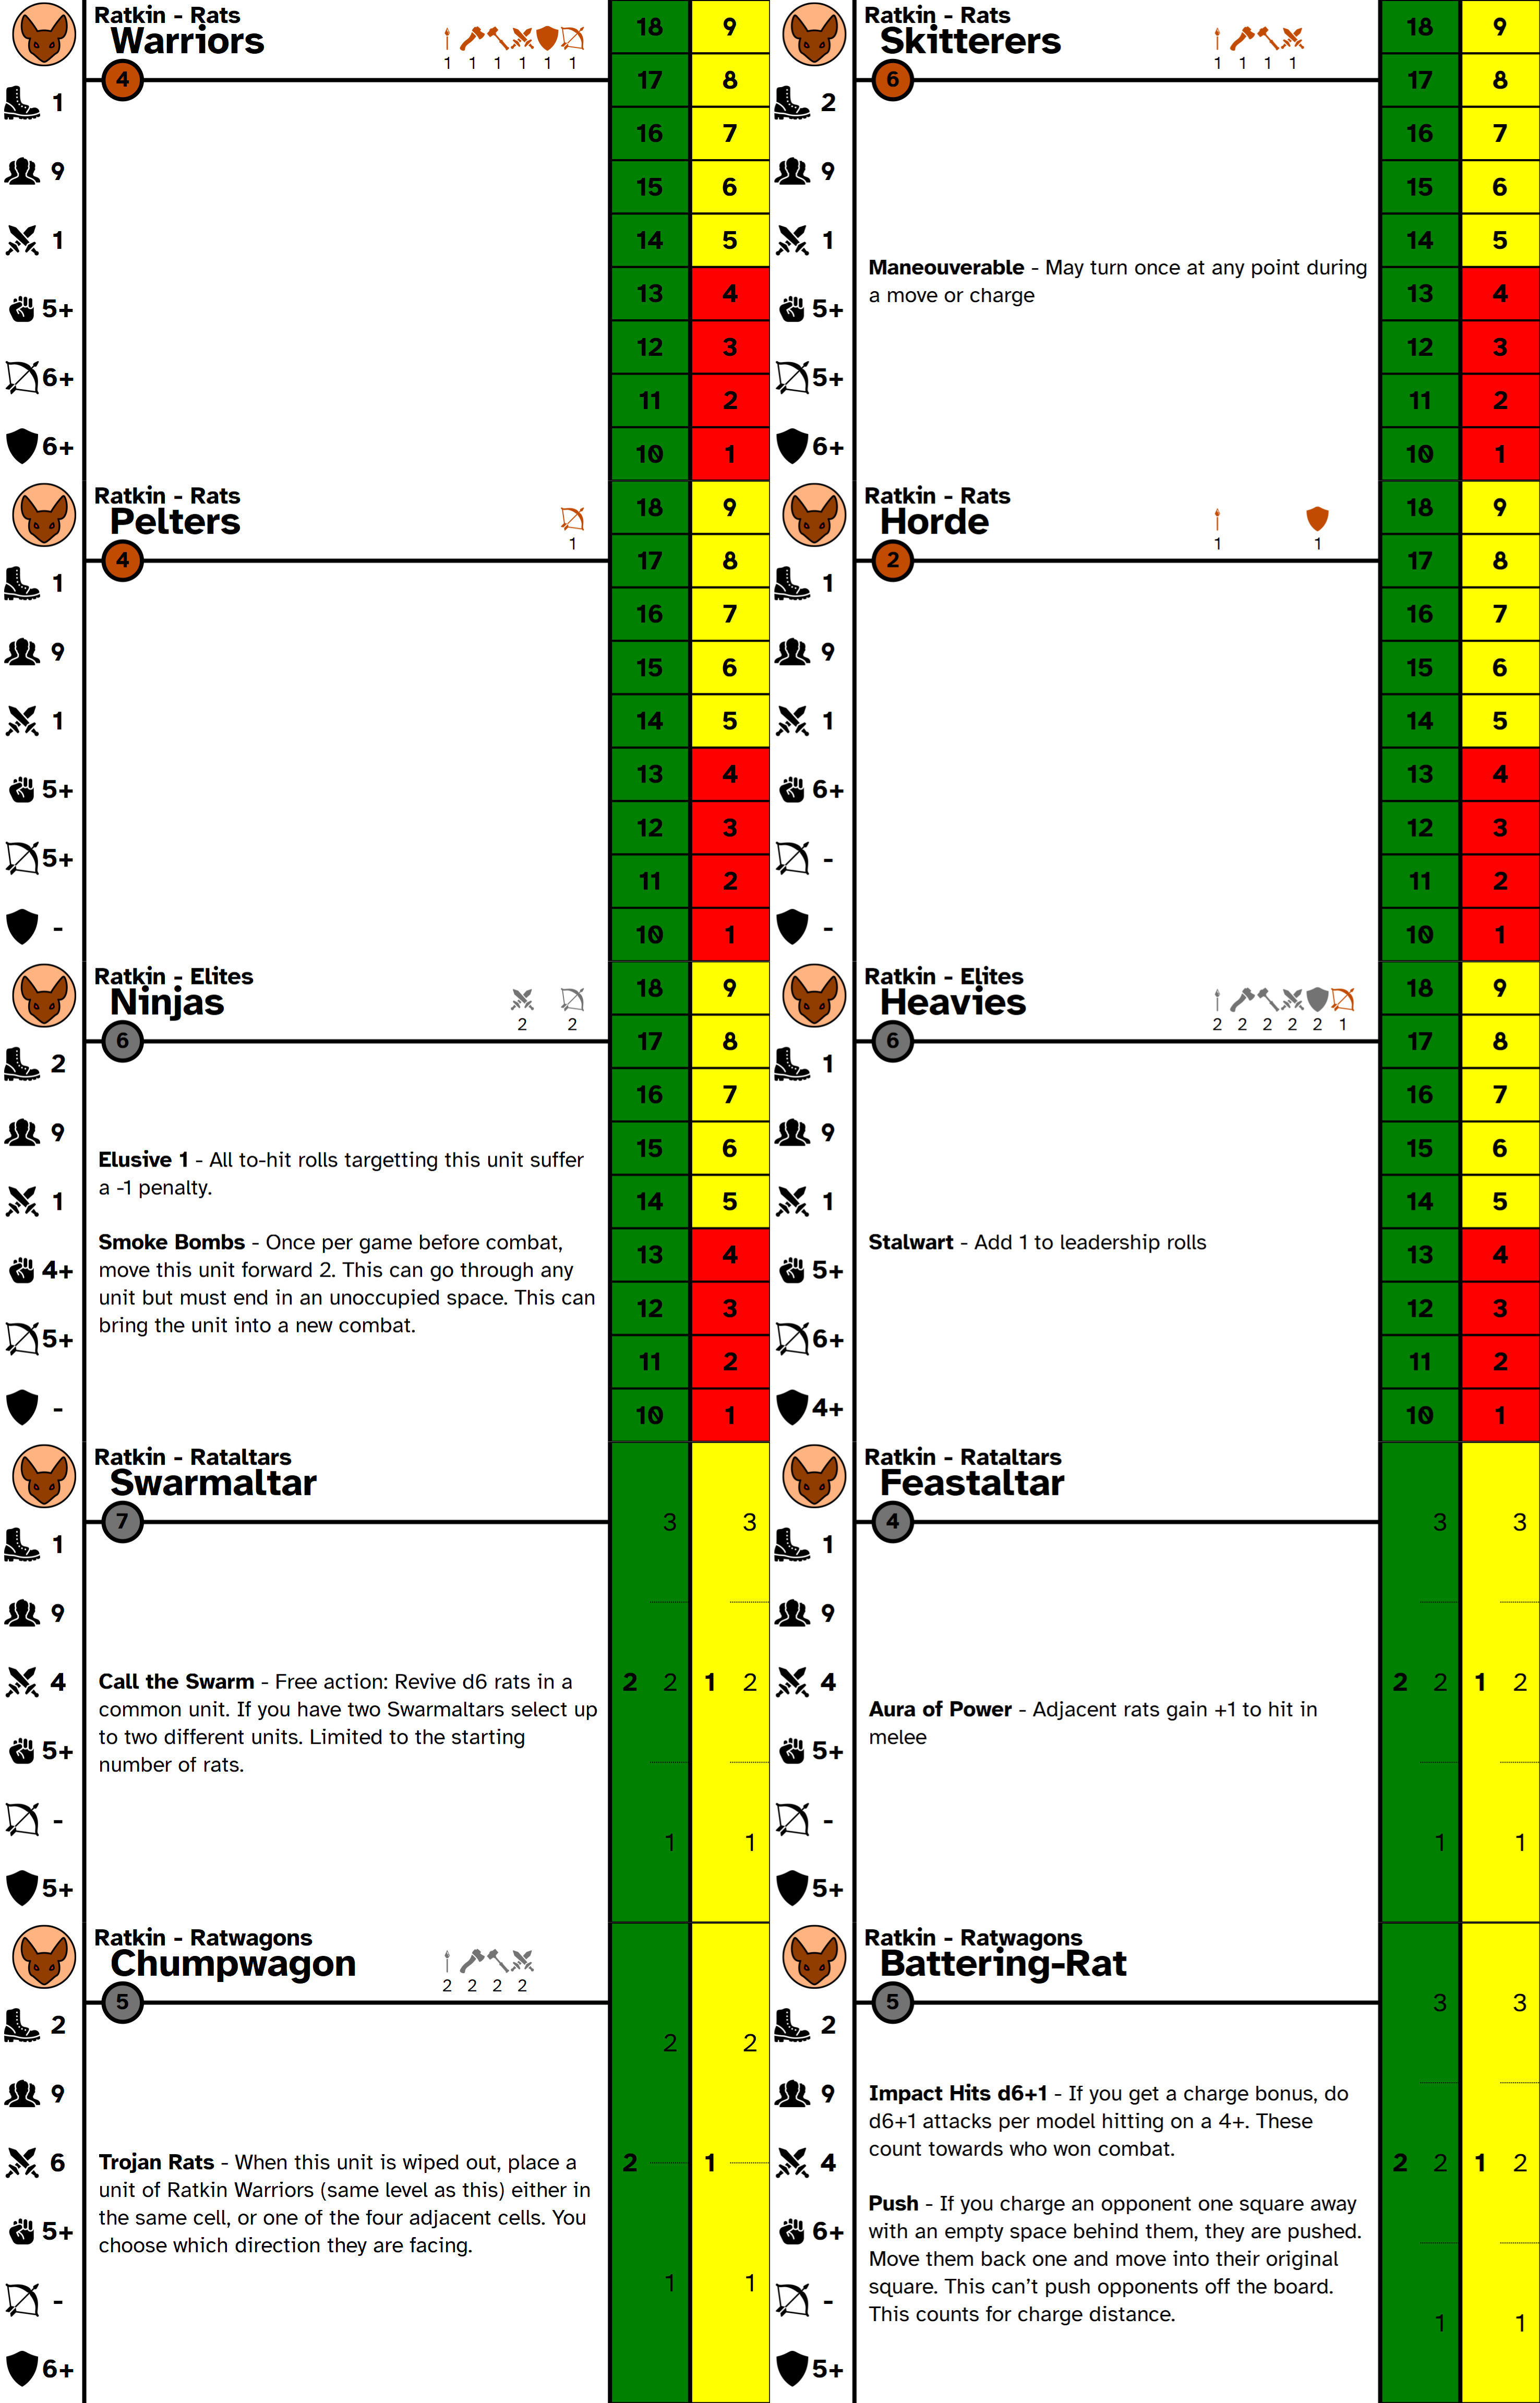 Ratkin - Rats
Warriors
1 1 1 1 1 1
4
1
9
1
5+
6+
6+
18 9
17 8
16 7
15 6
14 5
13 4
12 3
11 2
10 1
Ratkin - Rats
Skitterers
1 1 1 1
6
2
9
1
5+
5+
6+
Maneouverable - May turn once at any point during
a move or charge
18 9
17 8
16 7
15 6
14 5
13 4
12 3
11 2
10 1
Ratkin - Rats
Pelters
1
4
1
9
1
5+
5+
-
18 9
17 8
16 7
15 6
14 5
13 4
12 3
11 2
10 1
Ratkin - Rats
Horde
1 1
2
1
9
1
6+
-
-
18 9
17 8
16 7
15 6
14 5
13 4
12 3
11 2
10 1
Ratkin - Elites
Ninjas
2 2
6
2
9
1
4+
5+
-
Elusive 1 - All to-hit rolls targetting this unit suffer
a -1 penalty.
Smoke Bombs - Once per game before combat,
move this unit forward 2. This can go through any
unit but must end in an unoccupied space. This can
bring the unit into a new combat.
18 9
17 8
16 7
15 6
14 5
13 4
12 3
11 2
10 1
Ratkin - Elites
Heavies
2 2 2 2 2 1
6
1
9
1
5+
6+
4+
Stalwart - Add 1 to leadership rolls
18 9
17 8
16 7
15 6
14 5
13 4
12 3
11 2
10 1
Ratkin - Rataltars
Swarmaltar
7
1
9
4
5+
-
5+
Call the Swarm - Free action: Revive d6 rats in a
common unit. If you have two Swarmaltars select up
to two different units. Limited to the starting
number of rats.
3 3
2 2 1 2
1 1
Ratkin - Rataltars
Feastaltar
4
1
9
4
5+
-
5+
Aura of Power - Adjacent rats gain +1 to hit in
melee
3 3
2 2 1 2
1 1
Ratkin - Ratwagons
Chumpwagon
2 2 2 2
5
2
9
6
5+
-
6+
Trojan Rats - When this unit is wiped out, place a
unit of Ratkin Warriors (same level as this) either in
the same cell, or one of the four adjacent cells. You
choose which direction they are facing.
2 2
2 1
1 1
Ratkin - Ratwagons
Battering-Rat
5
2
9
4
6+
-
5+
Impact Hits d6+1 - If you get a charge bonus, do
d6+1 attacks per model hitting on a 4+. These
count towards who won combat.
Push - If you charge an opponent one square away
with an empty space behind them, they are pushed.
Move them back one and move into their original
square. This can't push opponents off the board.
This counts for charge distance.
3 3
2 2 1 2
1 1